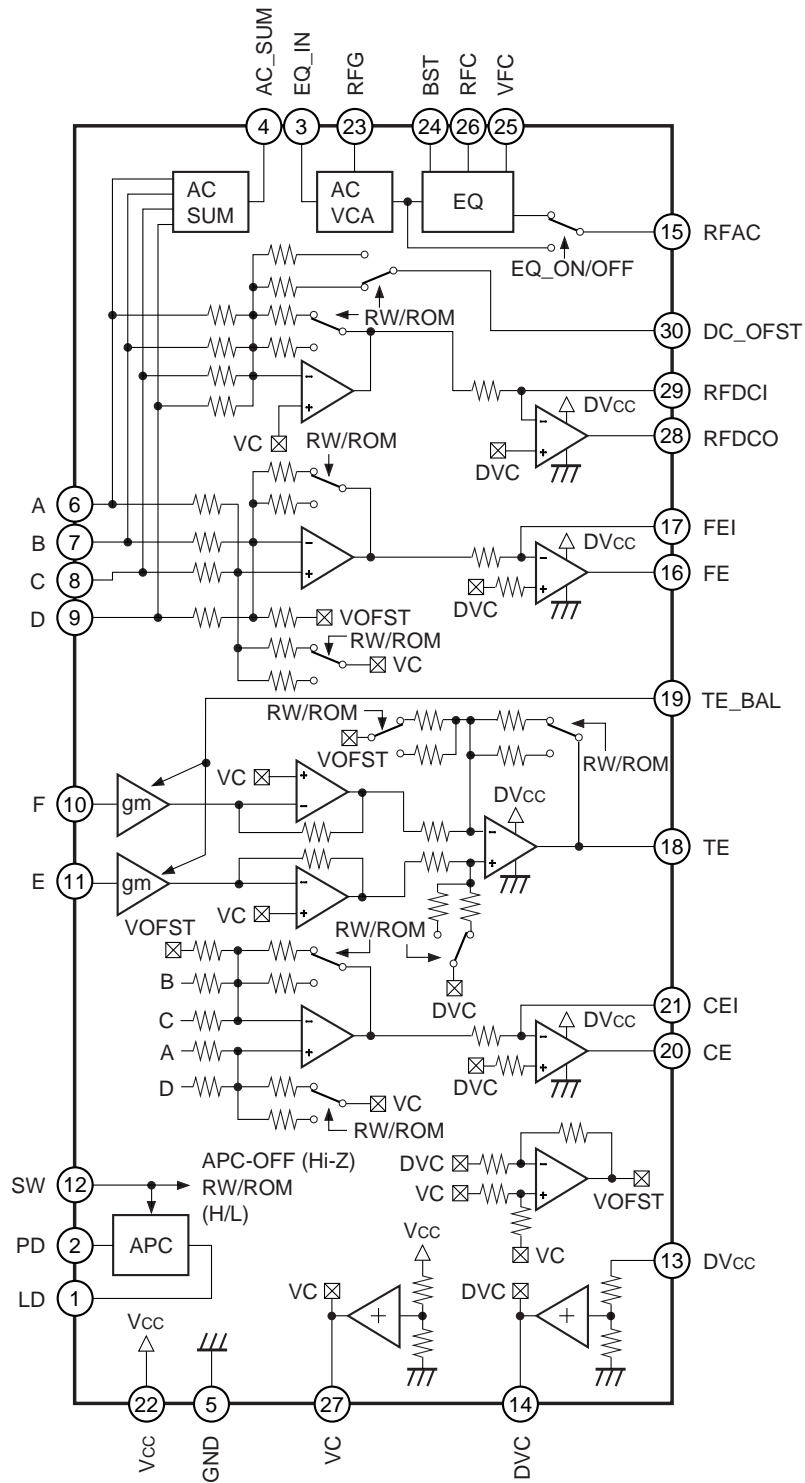 AC_SUM
EQ_IN
RFG
BST
RFC
VFC
4
3
23
24
26
25
AC
SUM
AC
VCA
EQ
15
RFAC
EQ_ON/OFF
RW/ROM
30
DC_OFST
29
RFDCI
DVcc
VC
DVC
28
RFDCO
RW/ROM
A
6
B
7
C
8
D
9
17
FEI
DVcc
16
FE
DVC
VOFST
RW/ROM
VC
19
TE_BAL
RW/ROM
VOFST
RW/ROM
F
10
gm
VC
DVcc
18
TE
E
11
gm
VC
VOFST
RW/ROM
B
DVC
C
A
D
21
CEI
DVcc
20
CE
DVC
VC
RW/ROM
SW
12
APC-OFF (Hi-Z)
RW/ROM
(H/L)
DVC
VC
VOFST
VC
PD
2
APC
LD
1
Vcc
VC
DVC
13
DVcc
Vcc
22
5
27
14
Vcc
GND
VC
DVC